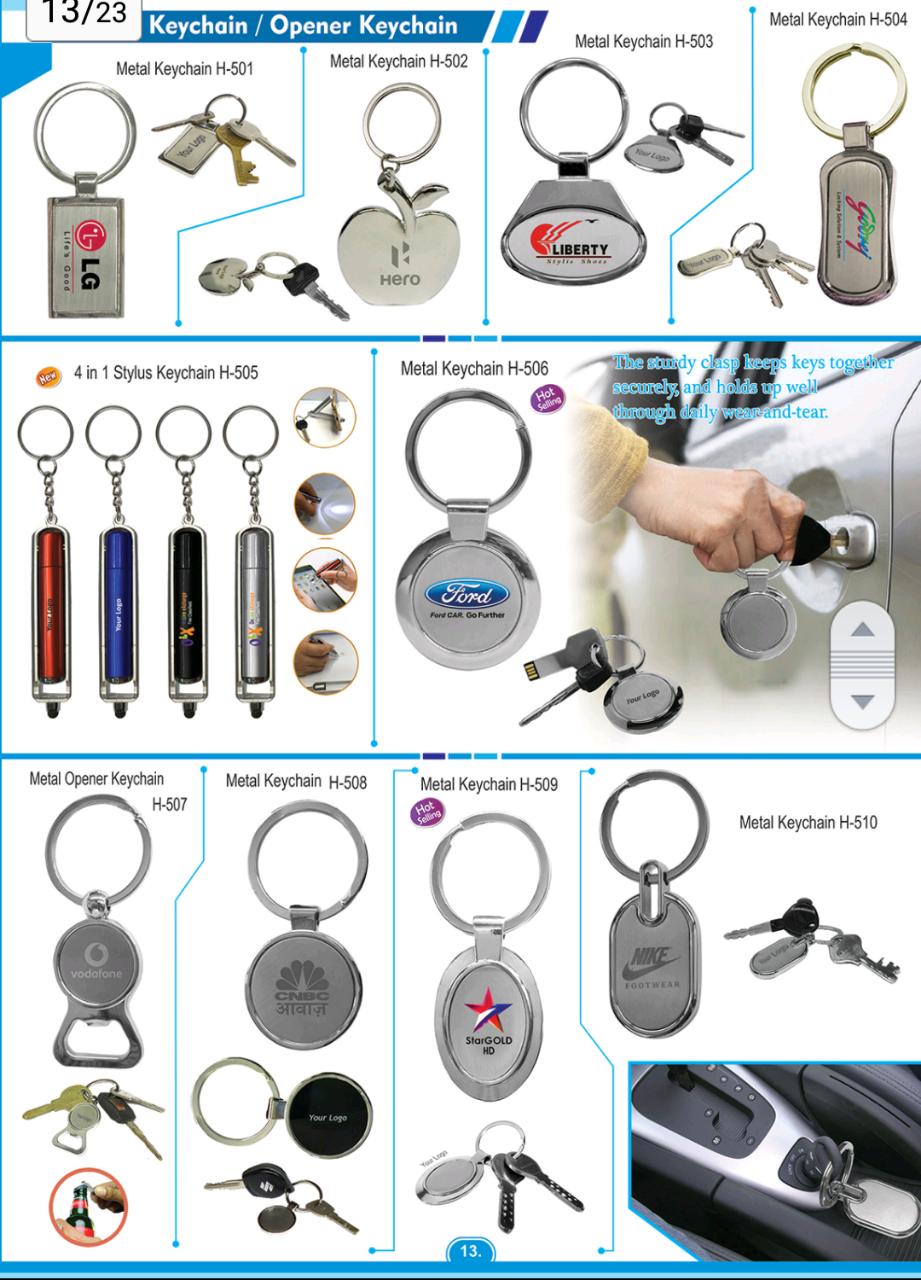 13/23
Keychain / Opener Keychain
Metal Keychain H-501
Metal Keychain H-502
Metal Keychain H-503
Metal Keychain H-504
Your Logo
LG
Life's Good
HERO
LIBERTY
Stylis Shoes
Your Logo
Your Logo
New
4 in 1 Stylus Keychain H-505
Your Logo
Your Logo
OLX
OLX
Metal Keychain H-506
Hot
Selling
The sturdy clasp keeps keys together
securely, and holds up well
through daily wear-and-tear.
Ford
Ford CAR. Go Further
Your Logo
Metal Opener Keychain
H-507
vodafone
Metal Keychain H-508
CNBC
आवाज़
Your Logo
Metal Keychain H-509
Hot
Selling
StarGOLD
HD
Your Logo
Metal Keychain H-510
NIKE
FOOTWEAR
Your Logo
13.